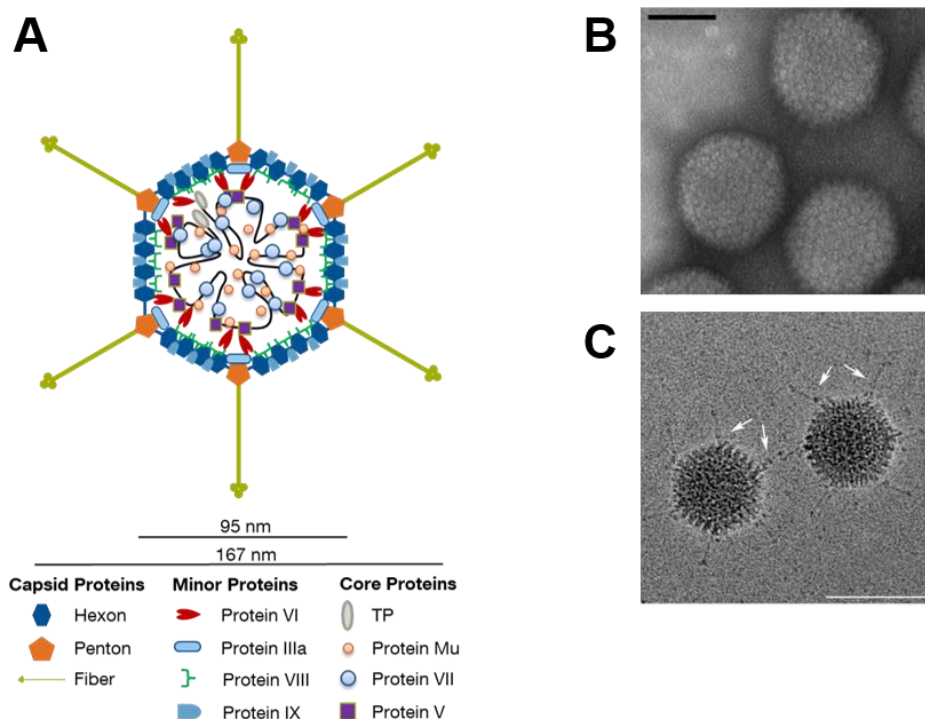 A
B
C
95 nm
167 nm
Capsid Proteins Minor Proteins Core Proteins
Hexon Protein VI TP
Penton Protein IIIa Protein Mu
Fiber Protein VIII Protein VII
Protein IX Protein V